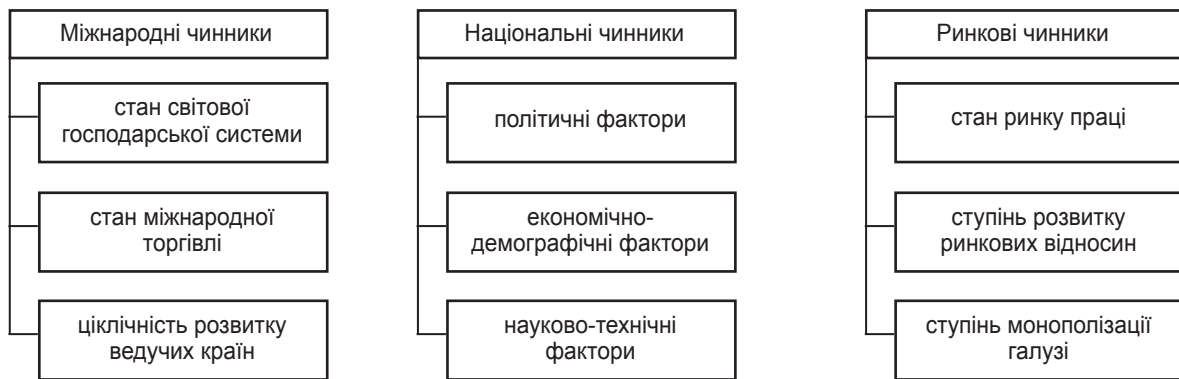 Міжнародні чинники
стан світової
господарської системи
стан міжнародної
торгівлі
ціклічність розвитку
ведучих країн
Національні чинники
політичні фактори
економічно-
демографічні фактори
науково-технічні
фактори
Ринкові чинники
стан ринку праці
ступінь розвитку
ринкових відносин
ступінь монополізації
галузі